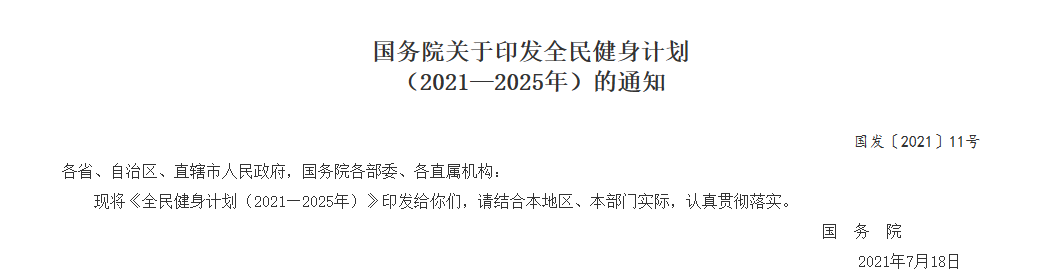 国务院关于印发全民健身计划
（2021—2025年）的通知
国发〔2021〕11号
各省、自治区、直辖市人民政府，国务院各部委、各直属机构：
现将《全民健身计划（2021—2025年）》印发给你们，请结合本地区、本部门实际，认真贯彻落实。
国　务　院
2021年7月18日